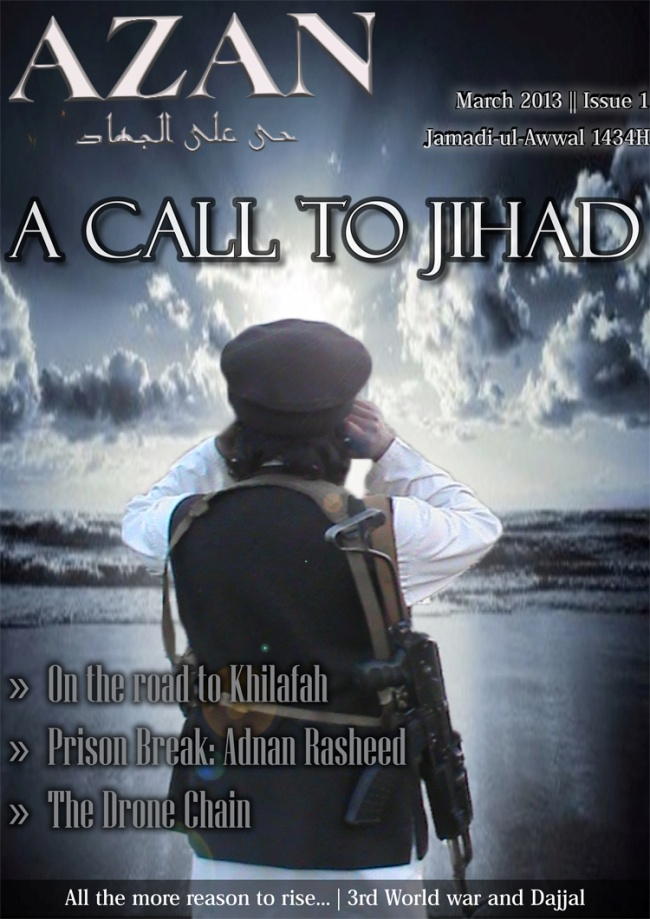 AZAN
حى على الجهاد
March 2013 || Issue 1
Jamadi-ul-Awwal 1434H
A CALL TO JIHAD
» On the road to Khilafah
» Prison Break: Adnan Rasheed
» The Drone Chain
All the more reason to rise... | 3rd World war and Dajjal